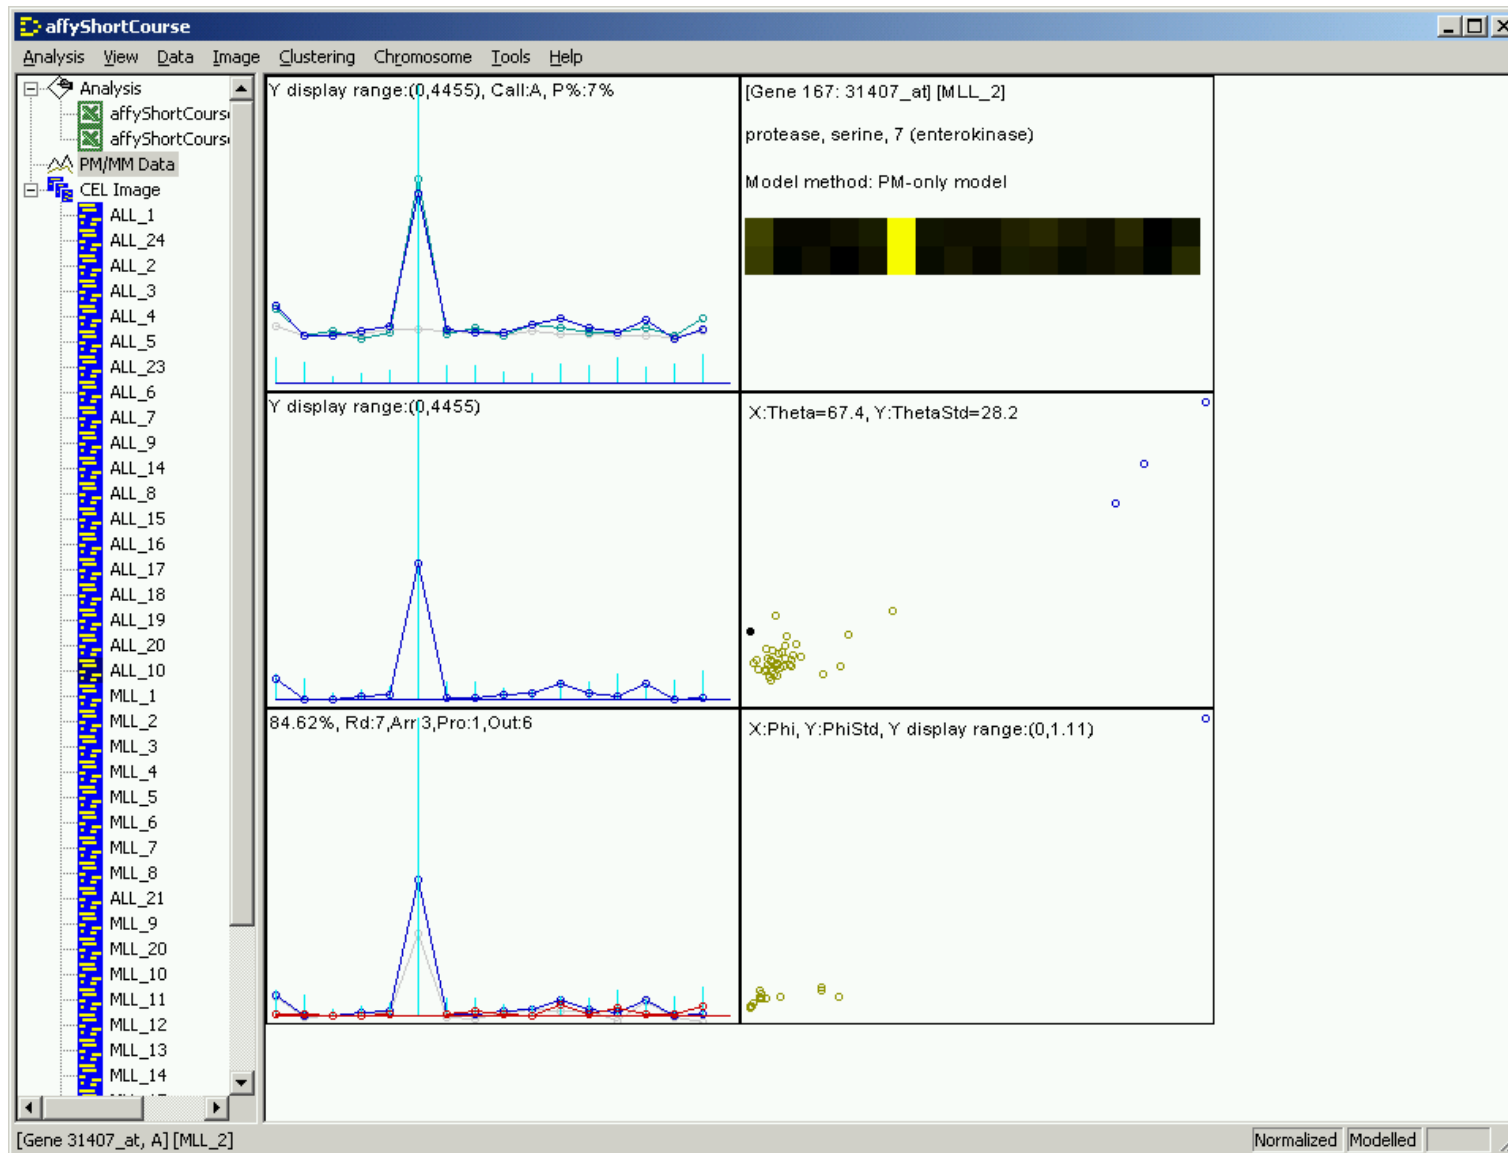 affyShortCourse
Analysis View Data Image Clustering Chromosome Tools Help
Analysis
affyShortCours
affyShortCours
PM/MM Data
CEL Image
ALL_1
ALL_24
ALL_2
ALL_3
ALL_4
ALL_5
ALL_23
ALL_6
ALL_7
ALL_9
ALL_14
ALL_8
ALL_15
ALL_16
ALL_17
ALL_18
ALL_19
ALL_20
ALL_10
MLL_1
MLL_2
MLL_3
MLL_4
MLL_5
MLL_6
MLL_7
MLL_8
ALL_21
MLL_9
MLL_20
MLL_10
MLL_11
MLL_12
MLL_13
MLL_14
Y display range:(0,4455), Call:A, P%:7%
[Gene 167: 31407_at] [MLL_2]
protease, serine, 7 (enterokinase)
Model method: PM-only model
Y display range:(0,4455)
X:Theta=67.4, Y:ThetaStd=28.2
84.62%, Rd:7,Arr:3,Pro:1,Out:6
X:Phi, Y:PhiStd, Y display range:(0,1.11)
[Gene 31407_at, A] [MLL_2]
Normalized Modelled